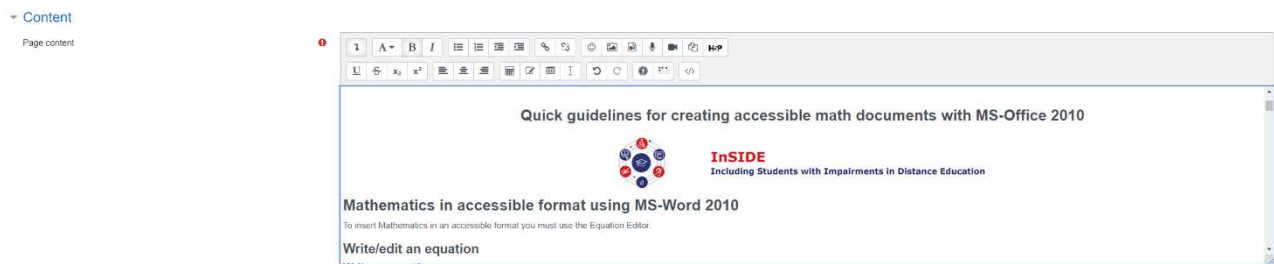 Content
Page content
A B I H-P
U S x₂ x² </>
Quick guidelines for creating accessible math documents with MS-Office 2010
InSIDE
Including Students with Impairments in Distance Education
Mathematics in accessible format using MS-Word 2010
To insert Mathematics in an accessible format you must use the Equation Editor.
Write/edit an equation